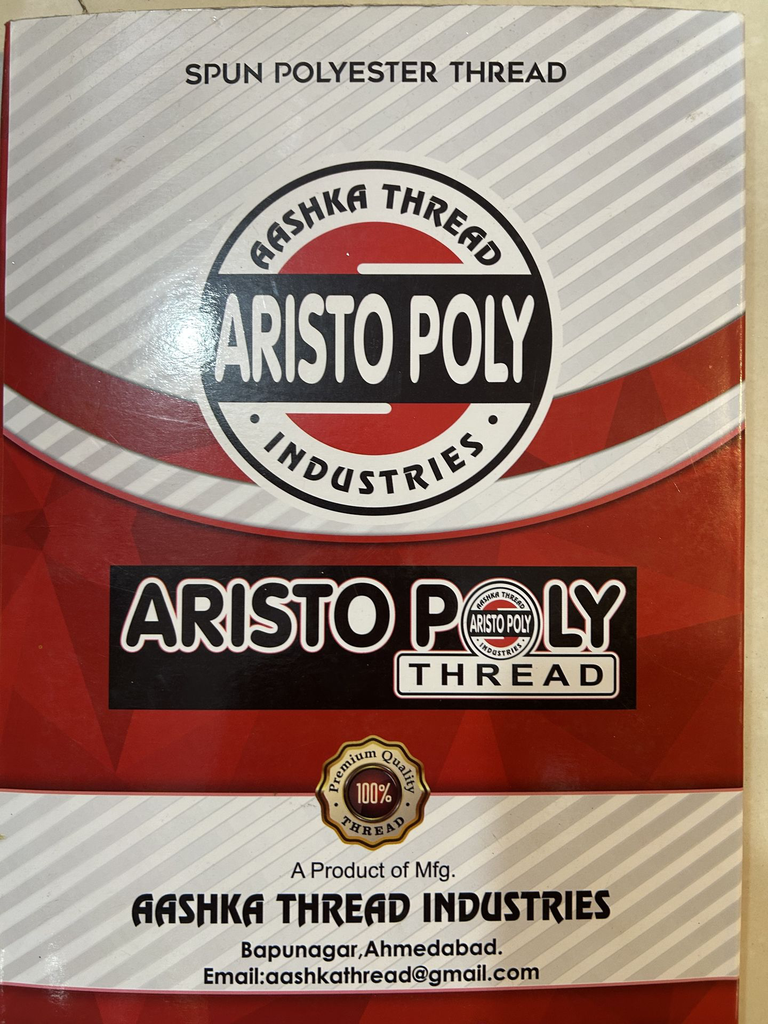 SPUN POLYESTER THREAD
AASHKA THREAD
ARISTO POLY
• INDUSTRIES •
ARISTO POLY
AASHKA THREAD
ARISTO POLY
INDUSTRIES
THREAD
Premium Quality
100%
• THREAD •
A Product of Mfg.
AASHKA THREAD INDUSTRIES
Bapunagar,Ahmedabad.
Email:aashkathread@gmail.com